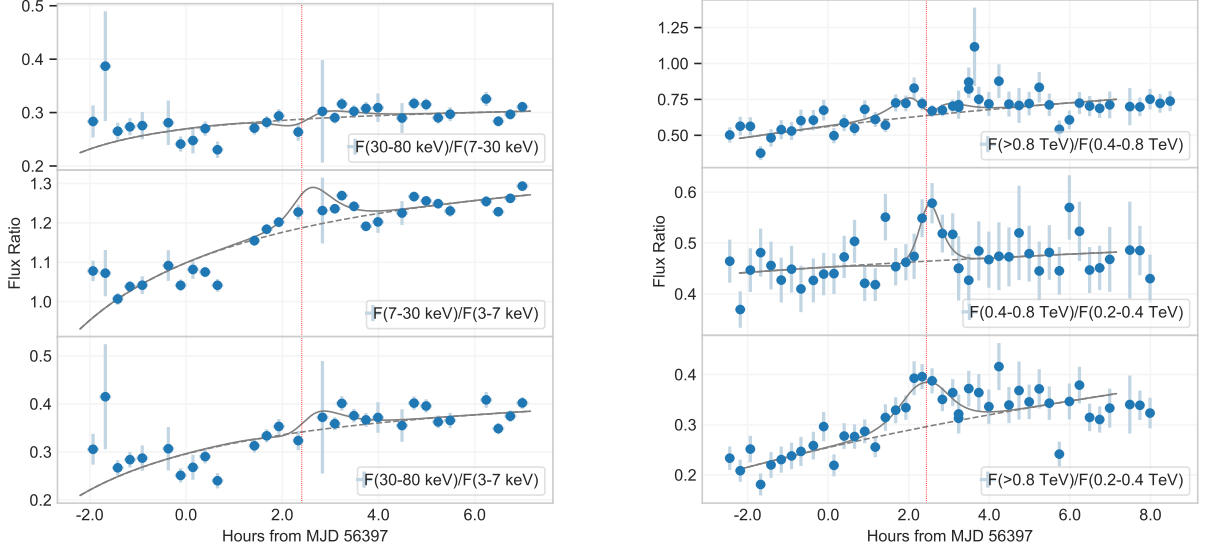 0.5
0.4
0.3
0.2
F(30-80 keV)/F(7-30 keV)
1.3
1.2
1.1
1.0
Flux Ratio
F(7-30 keV)/F(3-7 keV)
0.5
0.4
0.3
0.2
F(30-80 keV)/F(3-7 keV)
-2.0 0.0 2.0 4.0 6.0
Hours from MJD 56397
1.25
1.00
0.75
0.50
F(>0.8 TeV)/F(0.4-0.8 TeV)
0.6
0.5
0.4
Flux Ratio
F(0.4-0.8 TeV)/F(0.2-0.4 TeV)
0.4
0.3
0.2
F(>0.8 TeV)/F(0.2-0.4 TeV)
-2.0 0.0 2.0 4.0 6.0 8.0
Hours from MJD 56397